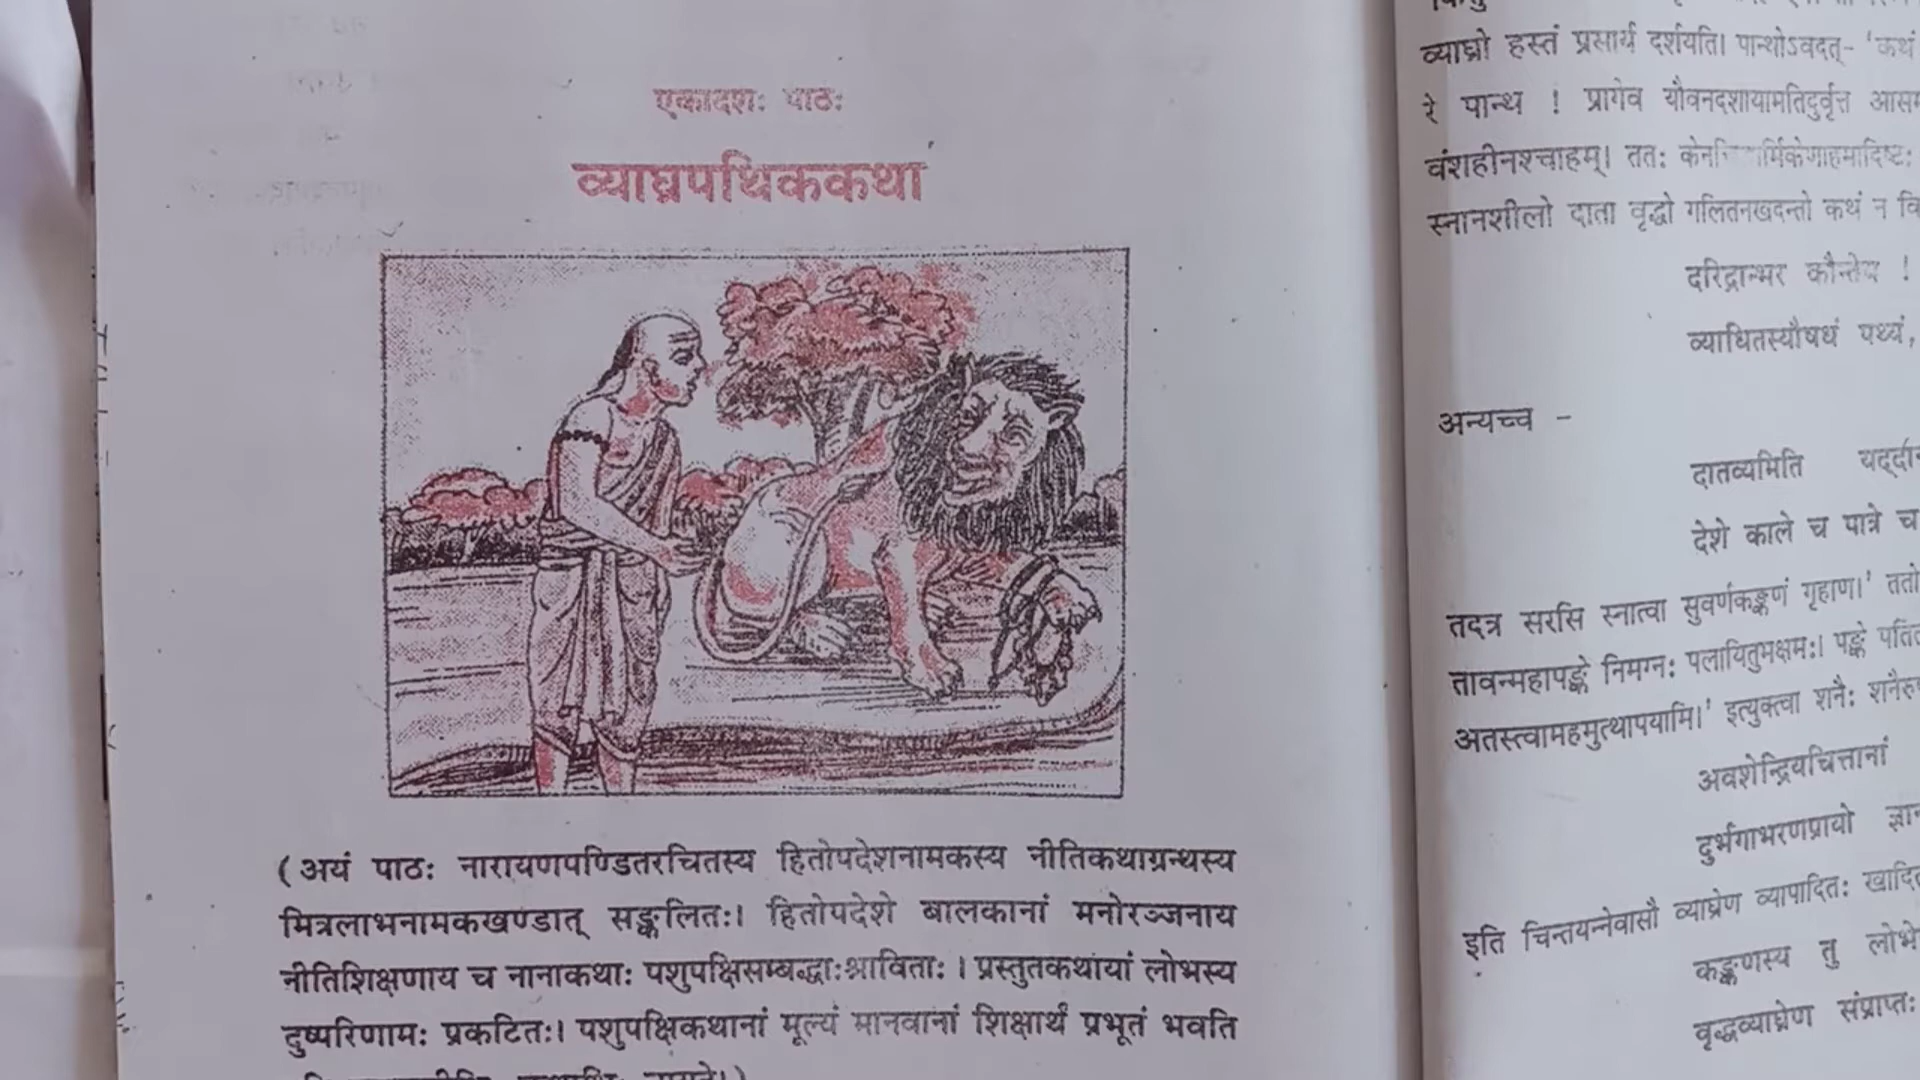 एकादशः पाठः
व्याघ्रपथिककथा
(अयं पाठः नारायणपण्डितरचितस्य हितोपदेशनामकस्य नीतिकथाग्रन्थस्य
मित्रलाभनामकखण्डात् सङ्कलितः। हितोपदेशे बालकानां मनोरञ्जनाय
नीतिशिक्षणाय च नानाकथाः पशुपक्षिसम्बद्धाःश्राविताः । प्रस्तुतकथायां लोभस्य
दुष्परिणामः प्रकटितः। पशुपक्षिकथानां मूल्यं मानवानां शिक्षार्थं प्रभूतं भवति
व्याघ्रो हस्तं प्रसार्य दर्शयति। पान्थोऽवदत्- 'कथं
रे पान्थ ! प्रागेव यौवनदशायामतिदुर्वृत्त
वंशहीनश्चाहम्। ततः
स्नानशीलो दाता वृद्धो गलितनखदन्तो कथं न
दरिद्रान्भर कौन्तेय !
व्याधितस्यौषधं पथ्यं,
अन्यच्च -
दातव्यमिति
देशे काले च पात्रे च
तदत्र सरसि स्नात्वा सुवर्णकङ्कणं गृहाण।' ततो
तावन्महापङ्के निमग्नः पलायितुमक्षमः। पङ्के
अतस्त्वामहमुत्थापयामि।' इत्युक्त्वा शनैः
अवशेन्द्रियचित्तानां
दुर्भगाभरणप्रायो
इति चिन्तयन्नेवासौ व्याघ्रेण व्यापादितः
कङ्कणस्य तु
वृद्धव्याघ्रेण संप्राप्तः